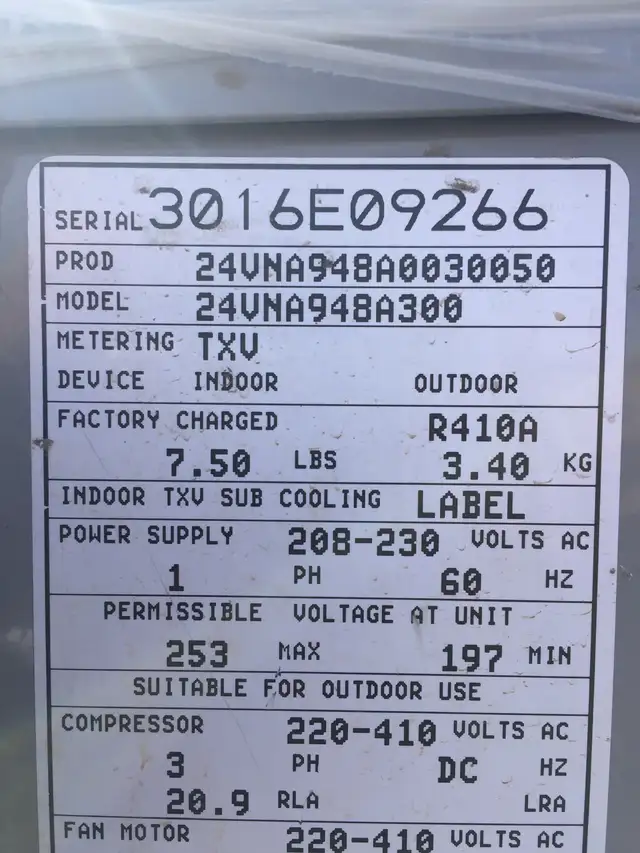 SERIAL 3016E09266
PROD 24VNA948A0030050
MODEL 24VNA948A300
METERING TXV
DEVICE INDOOR OUTDOOR
FACTORY CHARGED R410A
7.50 LBS 3.40 KG
INDOOR TXV SUB COOLING LABEL
POWER SUPPLY 208-230 VOLTS AC
1 PH 60 HZ
PERMISSIBLE VOLTAGE AT UNIT
253 MAX 197 MIN
SUITABLE FOR OUTDOOR USE
COMPRESSOR 220-410 VOLTS AC
3 PH DC HZ
20.9 RLA LRA
FAN MOTOR 220-410 VOLTS AC